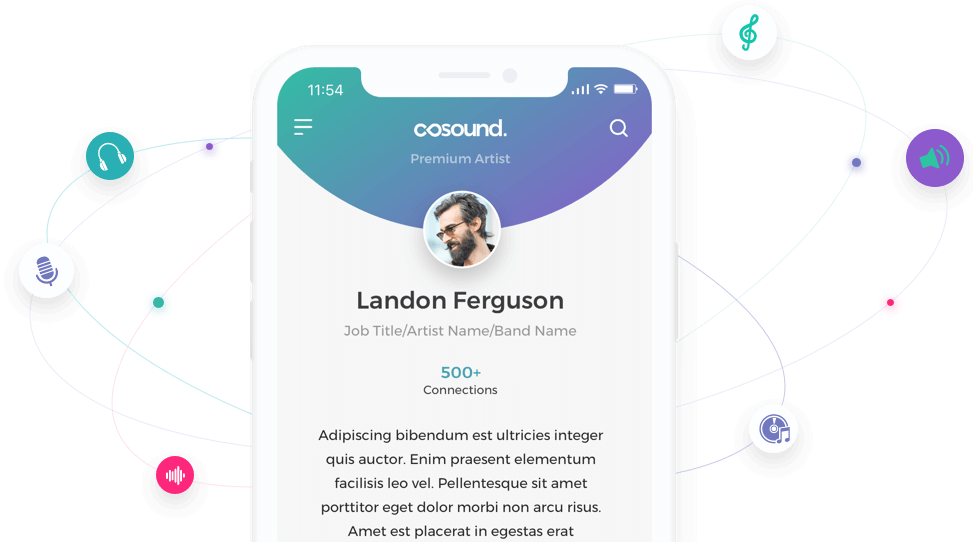 11:54
cosound.
Premium Artist
Landon Ferguson
Job Title/Artist Name/Band Name
500+
Connections
Adipiscing bibendum est ultricies integer
quis auctor. Enim praesent elementum
facilisis leo vel. Pellentesque sit amet
porttitor eget dolor morbi non arcu risus.
Amet est placerat in egestas erat